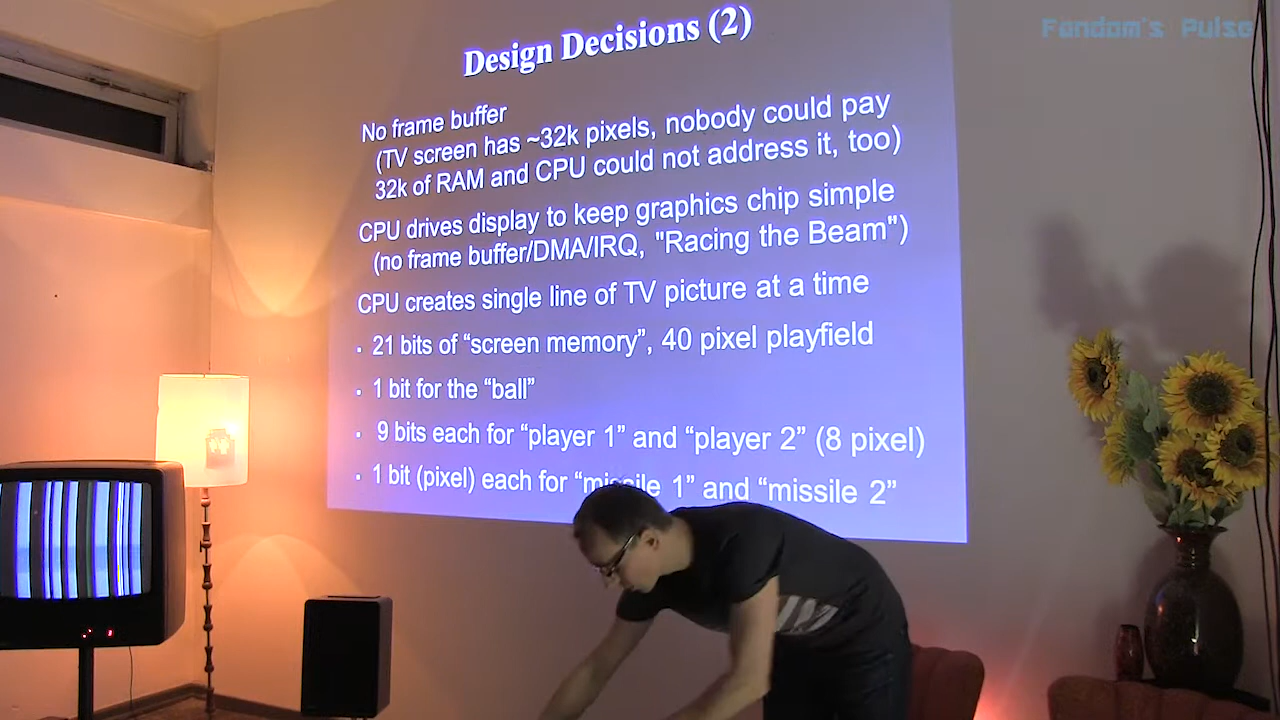 Fandom's Pulse
Design Decisions (2)
No frame buffer
(TV screen has ~32k pixels, nobody could pay
32k of RAM and CPU could not address it, too)
CPU drives display to keep graphics chip simple
(no frame buffer/DMA/IRQ, "Racing the Beam")
CPU creates single line of TV picture at a time
▪ 21 bits of “screen memory”, 40 pixel playfield
▪ 1 bit for the “ball”
▪ 9 bits each for “player 1” and “player 2” (8 pixel)
▪ 1 bit (pixel) each for “missile 1” and “missile 2”